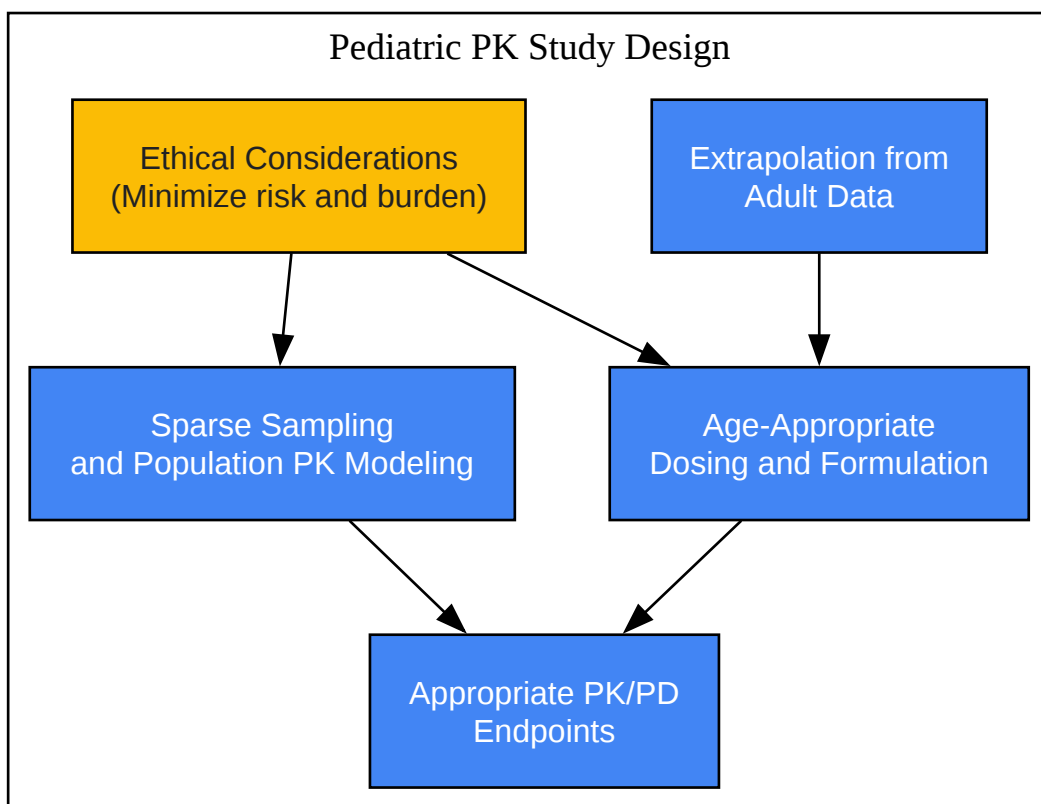 Pediatric PK Study Design
Ethical Considerations
(Minimize risk and burden)
Extrapolation from
Adult Data
Sparse Sampling
and Population PK Modeling
Age-Appropriate
Dosing and Formulation
Appropriate PK/PD
Endpoints